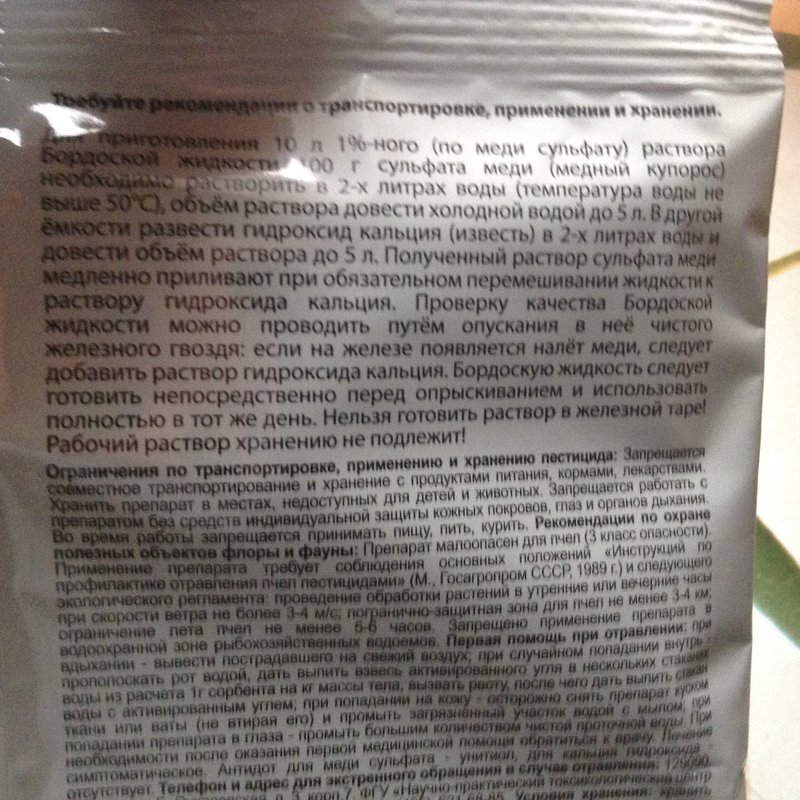 Требуйте рекомендации о транспортировке, применении и хранении.
Для приготовления 10 л 1%-ного (по меди сульфату) раствора
Бордоской жидкости 100 г сульфата меди (медный купорос)
необходимо растворить в 2-х литрах воды (температура воды не
выше 50°С), объём раствора довести холодной водой до 5 л. В другой
ёмкости развести гидроксид кальция (известь) в 2-х литрах воды и
довести объём раствора до 5 л. Полученный раствор сульфата меди
медленно приливают при обязательном перемешивании жидкости к
раствору гидроксида кальция. Проверку качества Бордоской
жидкости можно проводить путём опускания в неё чистого
железного гвоздя: если на железе появляется налёт меди, следует
добавить раствор гидроксида кальция. Бордоскую жидкость следует
готовить непосредственно перед опрыскиванием и использовать
полностью в тот же день. Нельзя готовить раствор в железной таре!
Рабочий раствор хранению не подлежит!
Ограничения по транспортировке, применению и хранению пестицида: Запрещается
совместное транспортирование и хранение с продуктами питания, кормами, лекарствами.
Хранить препарат в местах, недоступных для детей и животных. Запрещается работать с
препаратом без средств индивидуальной защиты кожных покровов, глаз и органов дыхания.
Во время работы запрещается принимать пищу, пить, курить. Рекомендации по охране
полезных объектов флоры и фауны: Препарат малоопасен для пчел (3 класс опасности).
Применение препарата требует соблюдения основных положений «Инструкций по
профилактике отравления пчел пестицидами» (М., Госагропром СССР, 1989 г.) и следующего
экологического регламента: проведение обработки растений в утренние или вечерние часы
при скорости ветра не более 3-4 м/с; погранично-защитная зона для пчел не менее 3-4 км;
ограничение лета пчел не менее 5-6 часов. Запрещено применение препарата в
водоохранной зоне рыбохозяйственных водоемов. Первая помощь при отравлении: при
вдыхании - вывести пострадавшего на свежий воздух; при случайном попадании внутрь -
прополоскать рот водой, дать выпить взвесь активированного угля в нескольких стаканах
воды из расчета 1г сорбента на кг массы тела, вызвать рвоту, после чего дать выпить стакан
воды с активированным углем; при попадании на кожу - осторожно снять препарат куском
ткани или ваты (не втирая его) и промыть загрязненный участок водой с мылом; при
попадании препарата в глаза - промыть большим количеством чистой проточной воды. При
необходимости после оказания первой медицинской помощи обратиться к врачу. Лечение
симптоматическое. Антидот для меди сульфата - унитиол, для кальция гидроксида -
отсутствует. Телефон и адрес для экстренного обращения в случае отравления: 129090,
д. 3, корп.7, ФГУ «Научно-практический токсикологический центр
Условия хранения: хранить